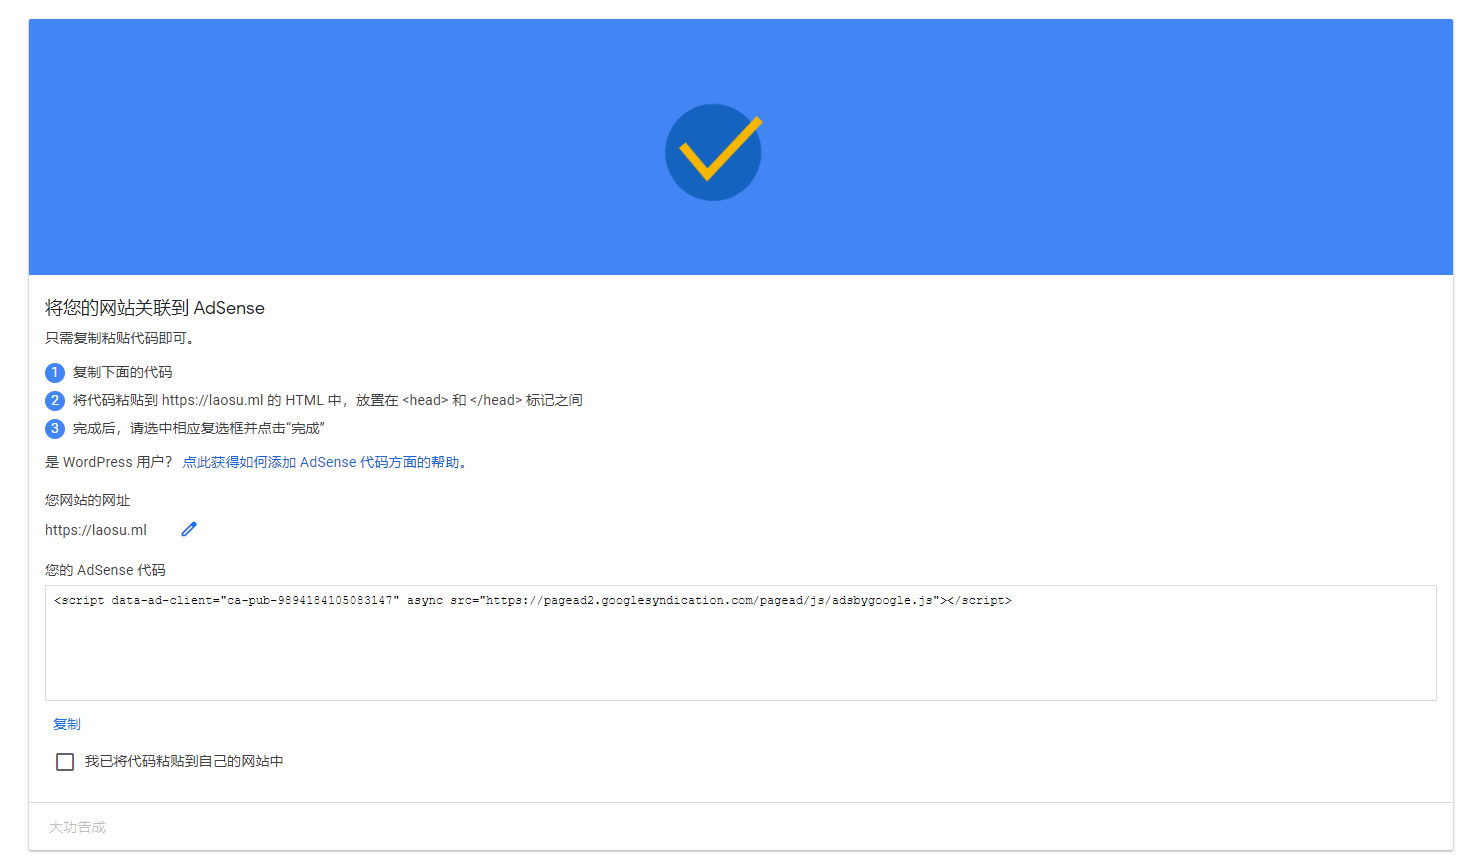 将您的网站关联到 AdSense
只需复制粘贴代码即可。
1 复制下面的代码
2 将代码粘贴到 https://laosu.ml 的 HTML 中，放置在 <head> 和 </head> 标记之间
3 完成后，请选中相应复选框并点击“完成”
是 WordPress 用户？ 点此获得如何添加 AdSense 代码方面的帮助。
您网站的网址
https://laosu.ml
您的 AdSense 代码
<script data-ad-client="ca-pub-9894184105083147" async src="https://pagead2.googlesyndication.com/pagead/js/adsbygoogle.js"></script>
复制
我已将代码粘贴到自己的网站中
大功告成